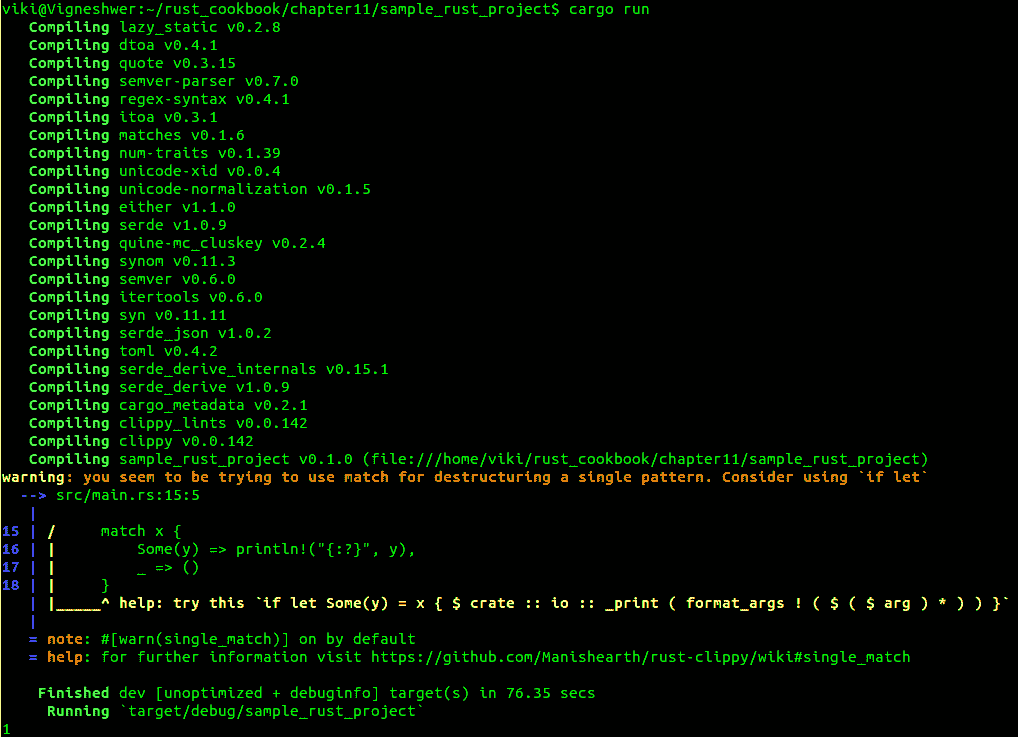 viki@Vigneshwer:~/rust_cookbook/chapter11/sample_rust_project$ cargo run
   Compiling lazy_static v0.2.8
   Compiling dtoa v0.4.1
   Compiling quote v0.3.15
   Compiling semver-parser v0.7.0
   Compiling regex-syntax v0.4.1
   Compiling itoa v0.3.1
   Compiling matches v0.1.6
   Compiling num-traits v0.1.39
   Compiling unicode-xid v0.0.4
   Compiling unicode-normalization v0.1.5
   Compiling either v1.1.0
   Compiling serde v1.0.9
   Compiling quine-mc_cluskey v0.2.4
   Compiling synom v0.11.3
   Compiling semver v0.6.0
   Compiling itertools v0.6.0
   Compiling syn v0.11.11
   Compiling serde_json v1.0.2
   Compiling toml v0.4.2
   Compiling serde_derive_internals v0.15.1
   Compiling serde_derive v1.0.9
   Compiling cargo_metadata v0.2.1
   Compiling clippy_lints v0.0.142
   Compiling clippy v0.0.142
   Compiling sample_rust_project v0.1.0 (file:///home/viki/rust_cookbook/chapter11/sample_rust_project)
warning: you seem to be trying to use match for destructuring a single pattern. Consider using `if let`
  --> src/main.rs:15:5
   |
15 | /     match x {
16 | |         Some(y) => println!("{:?}", y),
17 | |         _ => ()
18 | |     }
   | |_____^ help: try this `if let Some(y) = x { $ crate :: io :: _print ( format_args ! ( $ ( $ arg ) * ) ) }`
   |
   = note: #[warn(single_match)] on by default
   = help: for further information visit https://github.com/Manishearth/rust-clippy/wiki#single_match

    Finished dev [unoptimized + debuginfo] target(s) in 76.35 secs
     Running `target/debug/sample_rust_project`
1